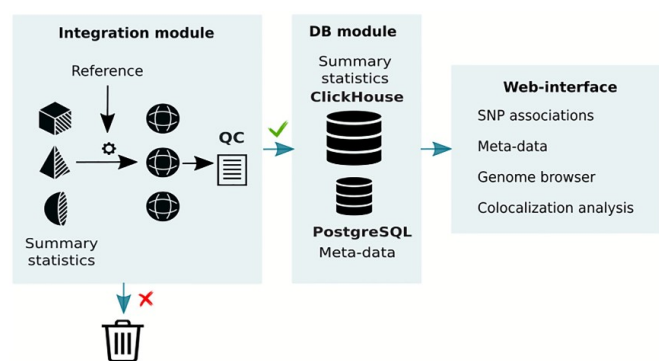 Integration module
Reference
QC
Summary
statistics
DB module
Summary
statistics
ClickHouse
PostgreSQL
Meta-data
Web-interface
SNP associations
Meta-data
Genome browser
Colocalization analysis